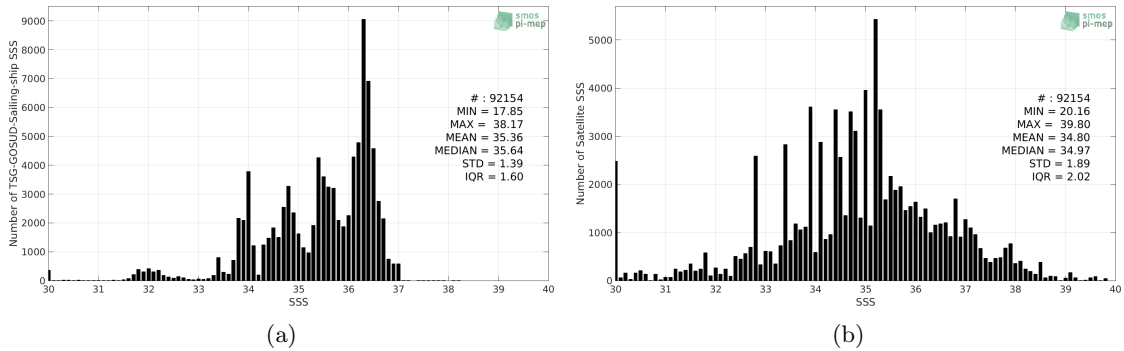 9000
8000
7000
6000
5000
4000
3000
2000
1000
0
Number of TSG-GOSUD-Sailing-ship SSS
smos
pi-mep
# : 92154
MIN = 17.85
MAX = 38.17
MEAN = 35.36
MEDIAN = 35.64
STD = 1.39
IQR = 1.60
30 31 32 33 34 35 36 37 38 39 40
SSS
(a)
5000
4000
3000
2000
1000
0
Number of Satellite SSS
smos
pi-mep
# : 92154
MIN = 20.16
MAX = 39.80
MEAN = 34.80
MEDIAN = 34.97
STD = 1.89
IQR = 2.02
30 31 32 33 34 35 36 37 38 39 40
SSS
(b)